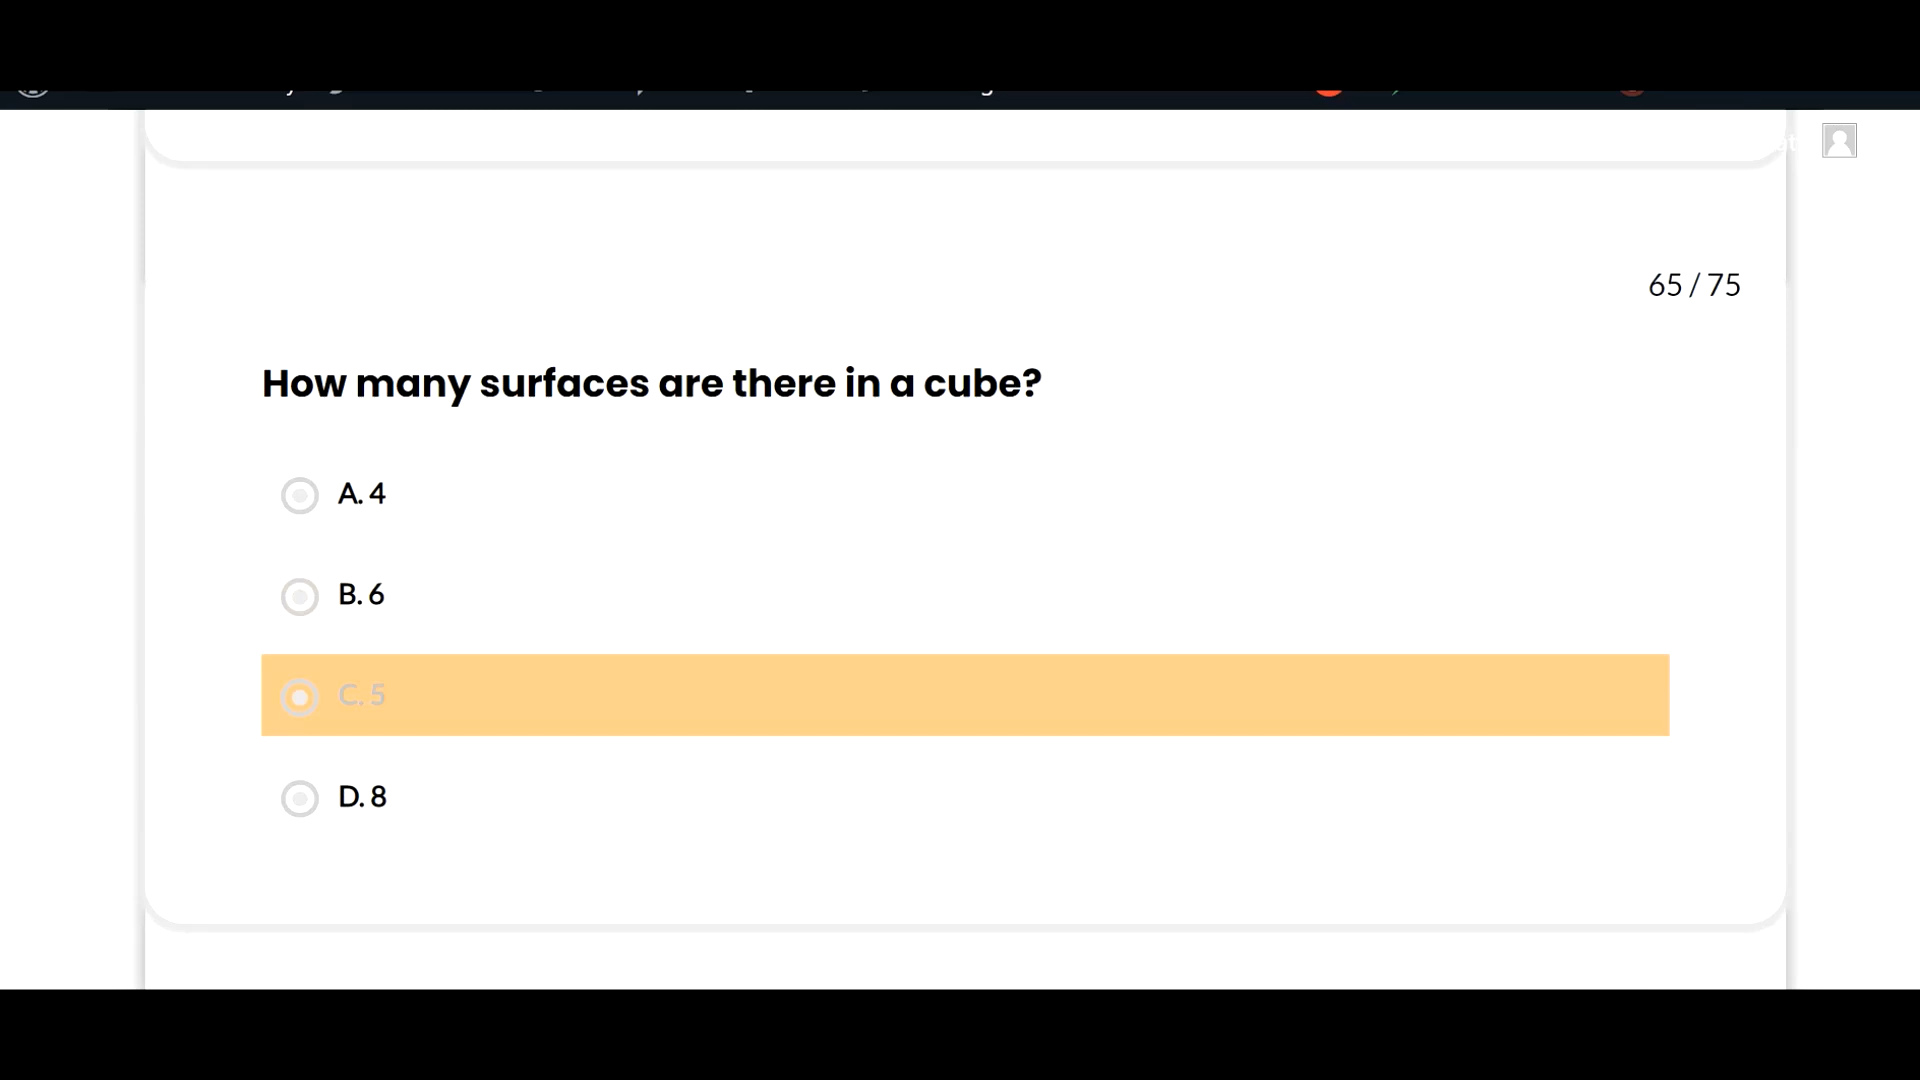 65 / 75
How many surfaces are there in a cube?
A. 4
B. 6
C. 5
D. 8